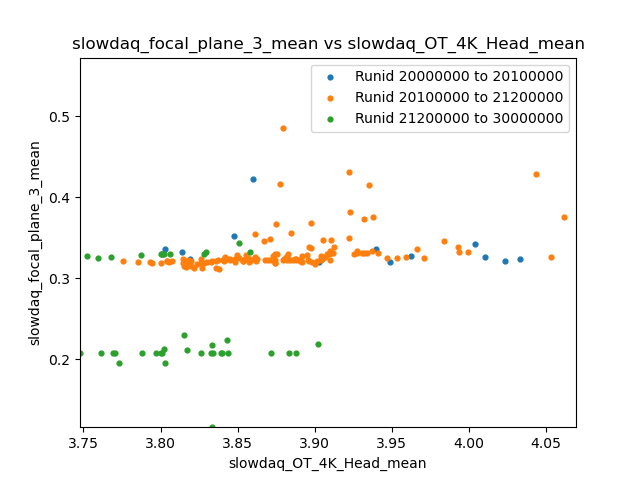 slowdaq_focal_plane_3_mean vs slowdaq_OT_4K_Head_mean
Runid 20000000 to 20100000
Runid 20100000 to 21200000
Runid 21200000 to 30000000
slowdaq_focal_plane_3_mean
0.5
0.4
0.3
0.2
3.75 3.80 3.85 3.90 3.95 4.00 4.05
slowdaq_OT_4K_Head_mean